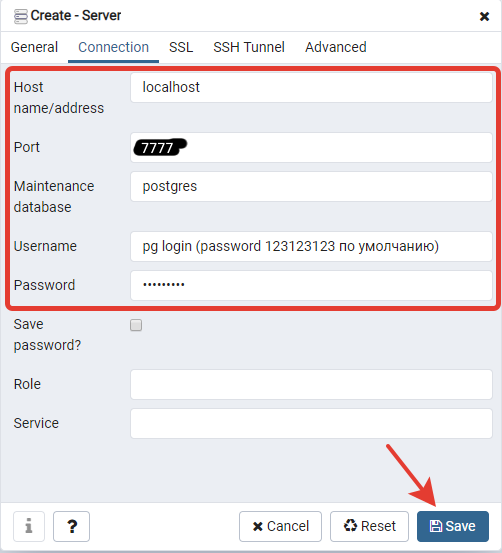 Create - Server
General Connection SSL SSH Tunnel Advanced
Host name/address
localhost
Port
7777
Maintenance database
postgres
Username
pg login (password 123123123 по умолчанию)
Password
•••••••••
Save password?
Role
Service
i ? Cancel Reset Save